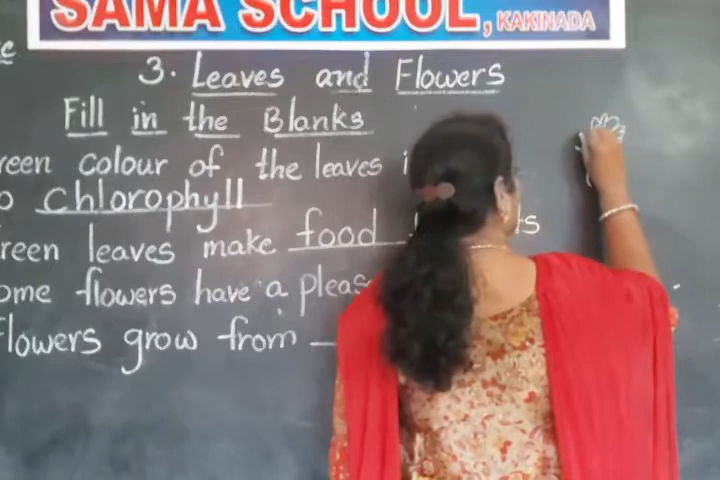 SAMA SCHOOL, KAKINADA
3. Leaves and Flowers
Fill in the Blanks
reen colour of the leaves i
o chlorophyll
reen leaves make food
ome flowers have a pleas
Flowers grow from